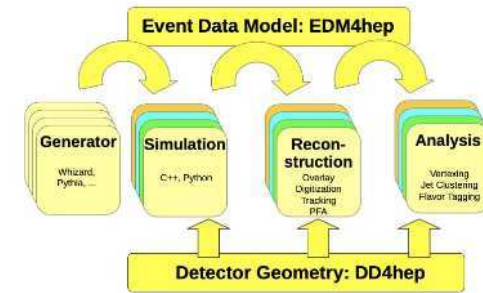 Event Data Model: EDM4hep
Generator
Whizard,
Pythia, ...
Simulation
C++, Python
Recon-
struction
Overlay
Digitization
Tracking
PFA
Analysis
Vertexing
Jet Clustering
Flavor Tagging
Detector Geometry: DD4hep